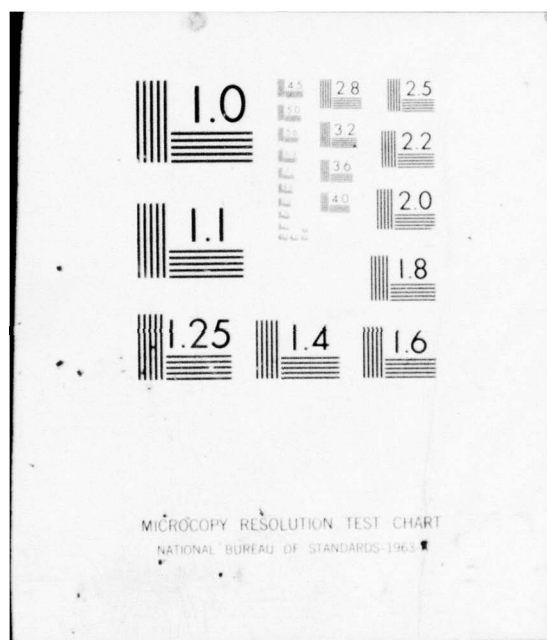 1.0
4.5 2.8 2.5
5.0
5.6 3.2 2.2
3.6
4.0 2.0
1.1
1.8
1.25 1.4 1.6
MICROCOPY RESOLUTION TEST CHART
NATIONAL BUREAU OF STANDARDS-1963-